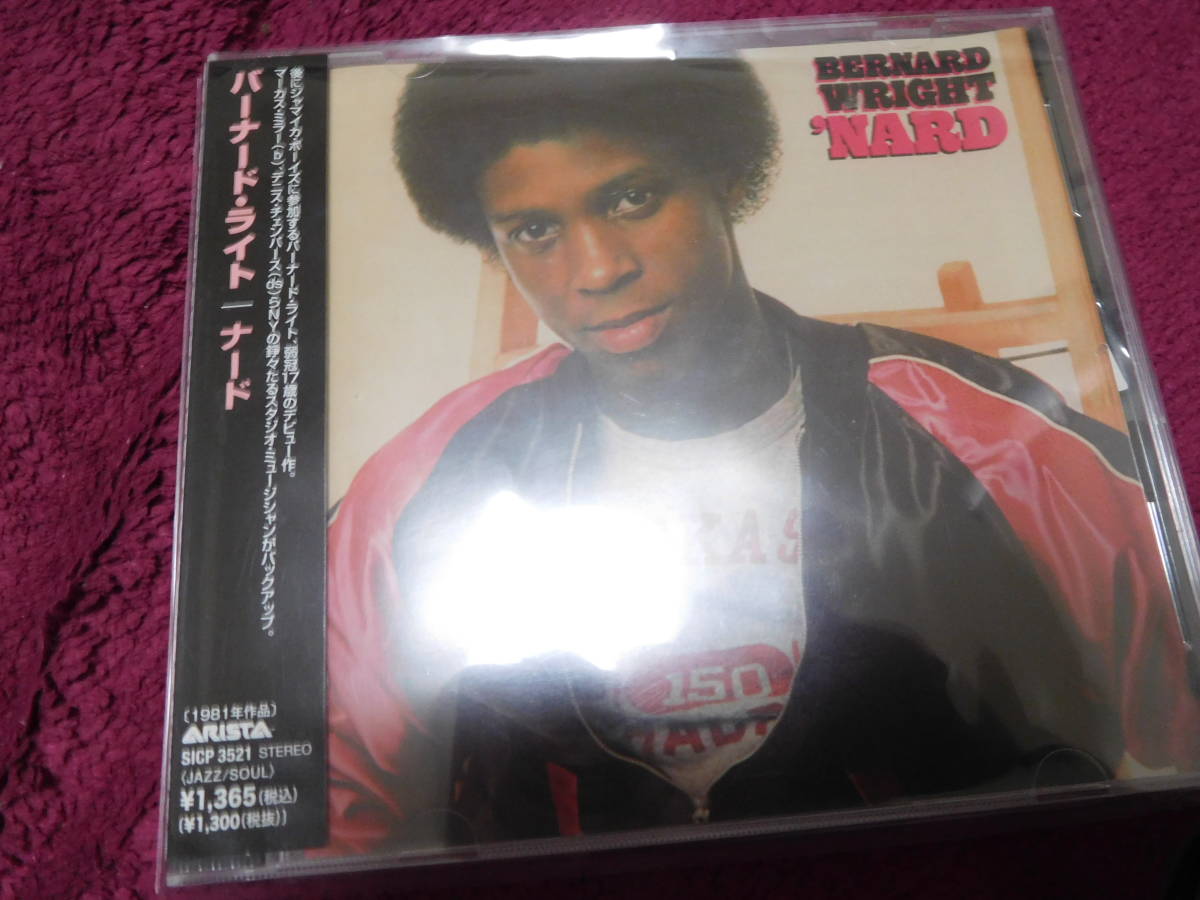 バーナード・ライト｜ナード
後にジャマイカ・ボーイズに参加するバーナード・ライト、弱冠17歳のデビュー作。
マーカス・ミラー(b)、デニス・チェンバース(ds)らNYの錚々たるスタジオ・ミュージシャンがバックアップ。
〔1981年作品〕
ARISTA
SICP 3521 STEREO
(JAZZ/SOUL)
¥1,365(税込)
(¥1,300(税抜))
BERNARD
WRIGHT
'NARD
KAS
150